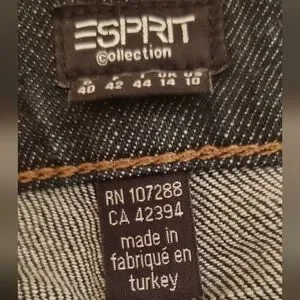 ESPRIT
Collection
D F I UK US
40 42 44 14 10
RN 107288
CA 42394
made in
fabriqué en
turkey